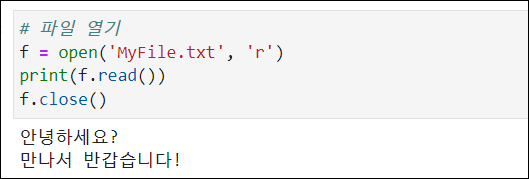 # 파일 열기
f = open('MyFile.txt', 'r')
print(f.read())
f.close()
안녕하세요?
만나서 반갑습니다!